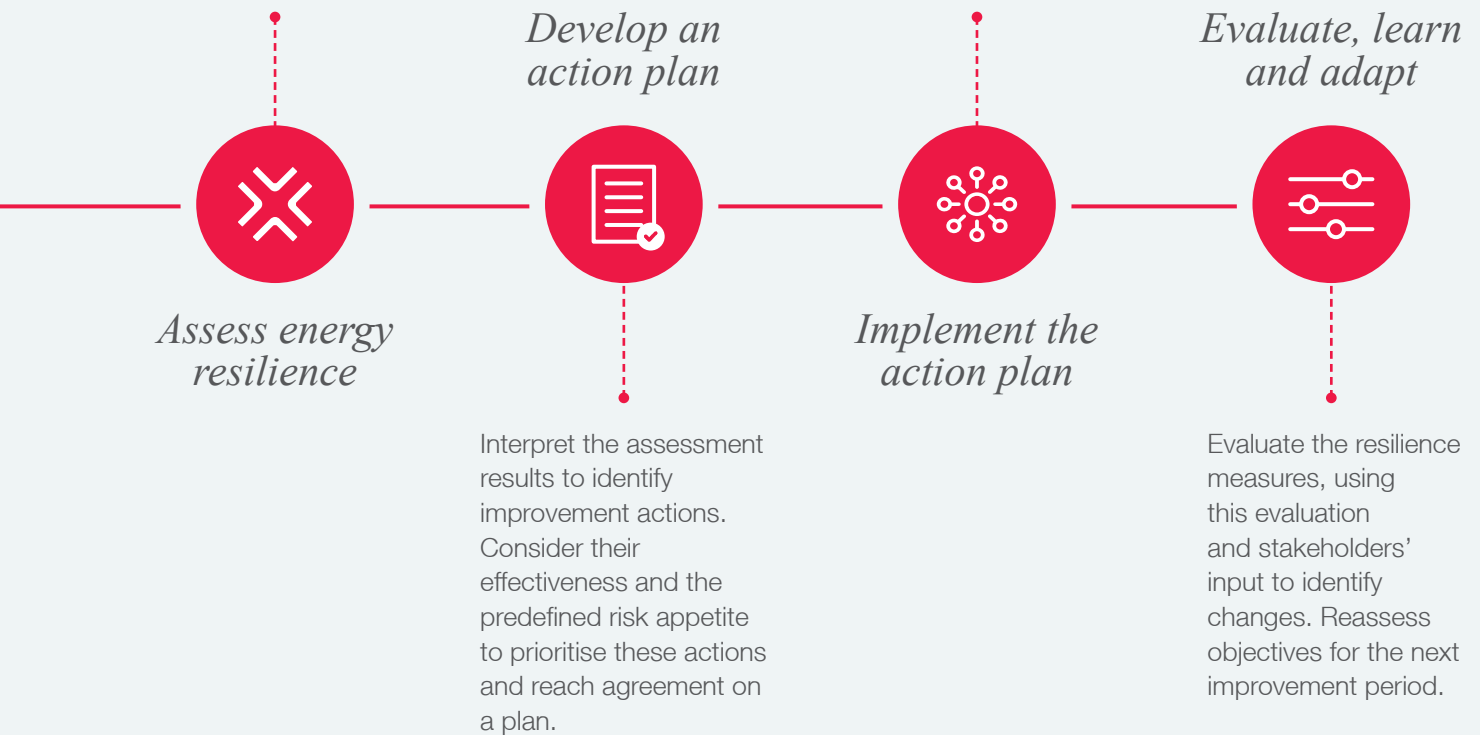 Assess energy
resilience
Develop an
action plan
Interpret the assessment
results to identify
improvement actions.
Consider their
effectiveness and the
predefined risk appetite
to prioritise these actions
and reach agreement on
a plan.
Implement the
action plan
Evaluate, learn
and adapt
Evaluate the resilience
measures, using
this evaluation
and stakeholders’
input to identify
changes. Reassess
objectives for the next
improvement period.